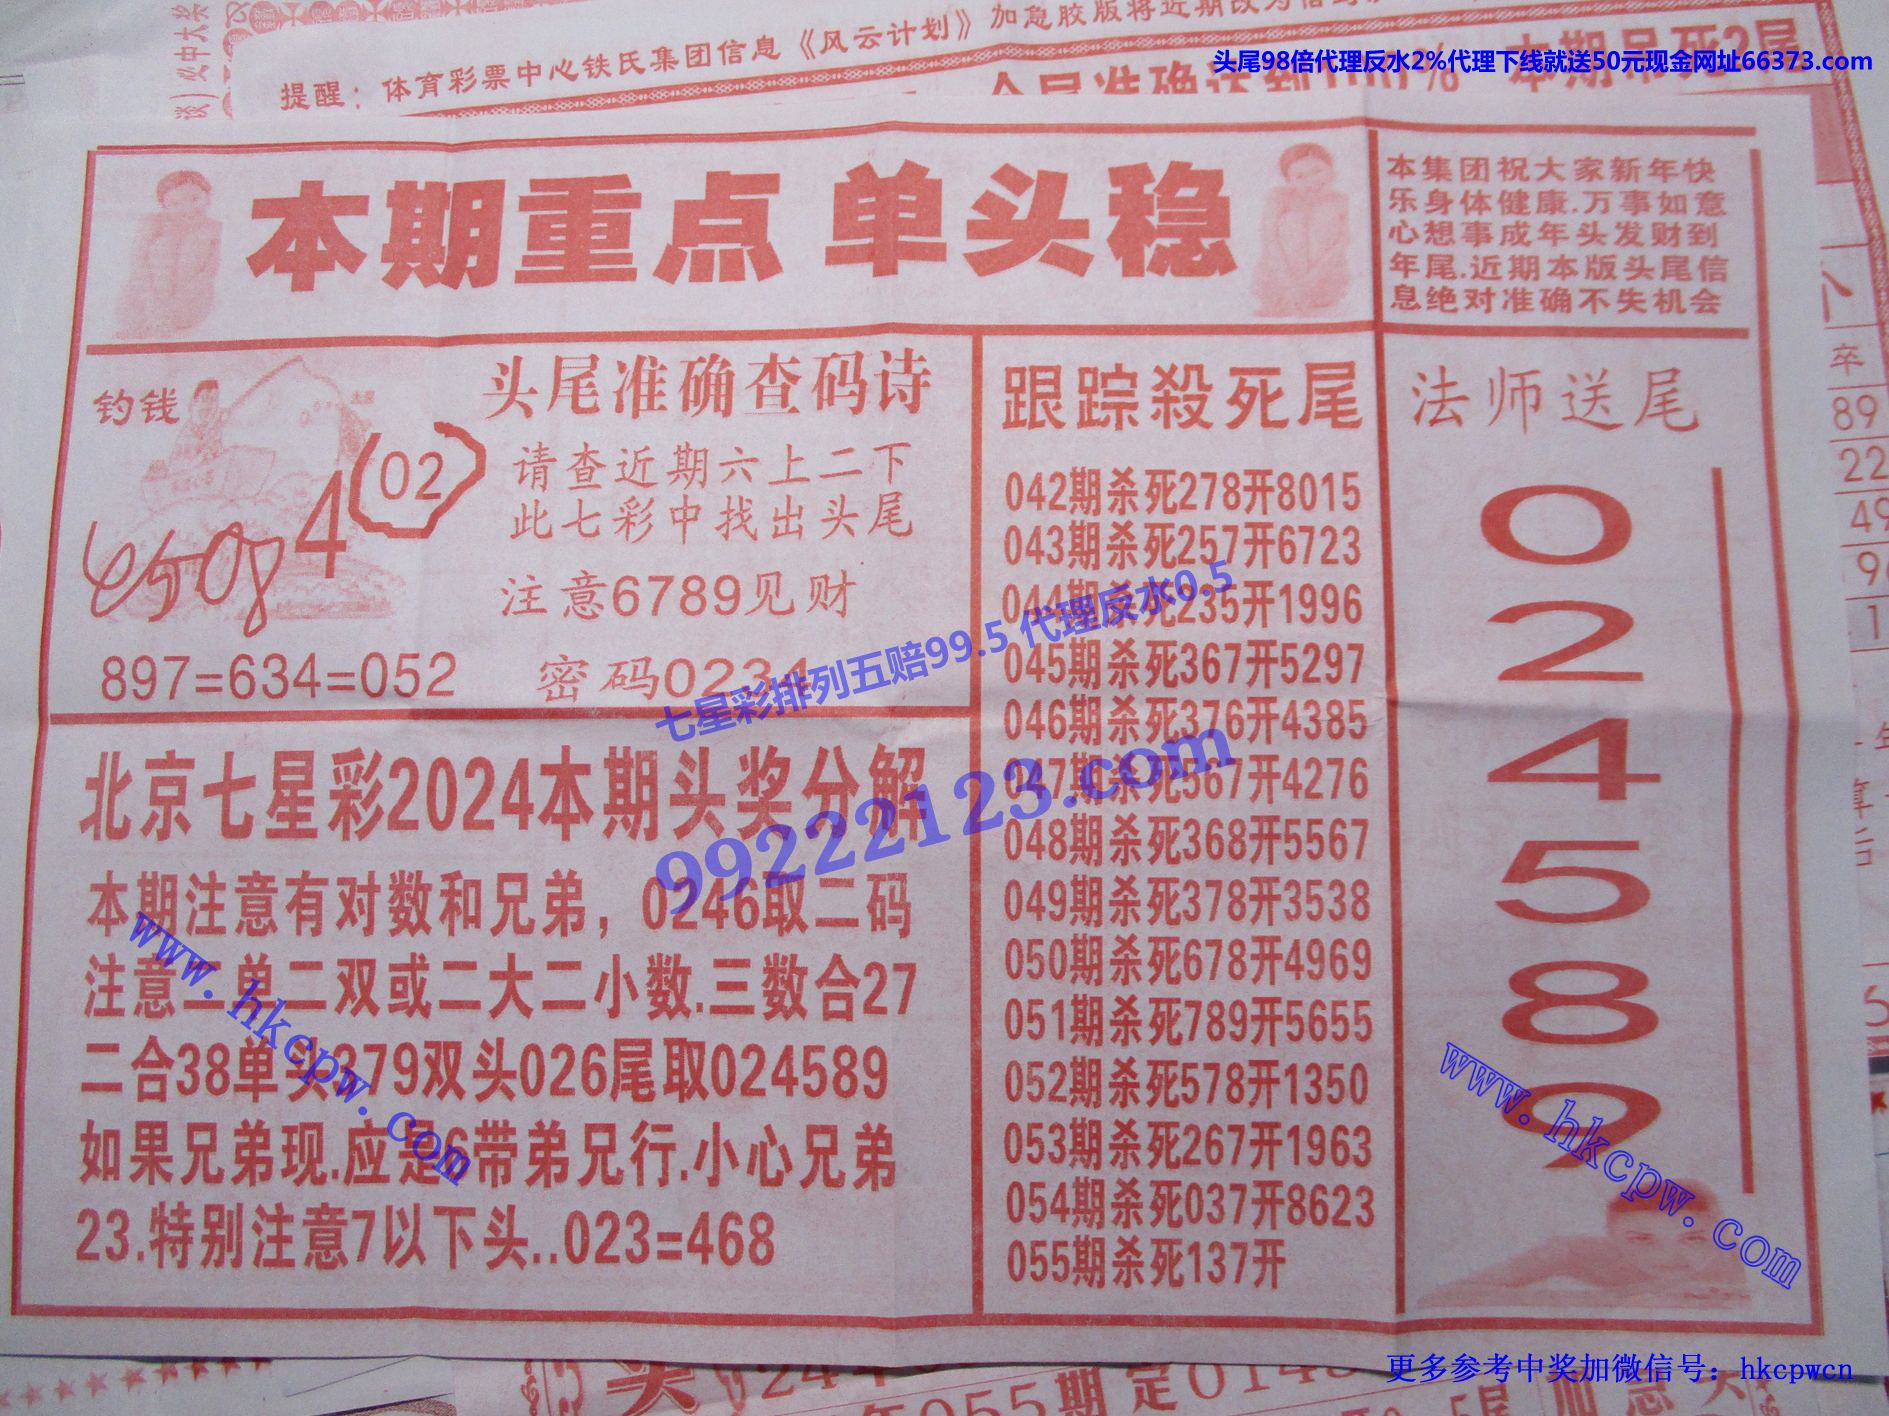 提醒：体育彩票中心铁氏集团信息《风云计划》加急胶版将近期改为
头尾98倍代理反水2%代理下线就送50元现金网址66373.com
本期重点 单头稳
本集团祝大家新年快
乐身体健康.万事如意
心想事成年头发财到
年尾.近期本版头尾信
息绝对准确不失机会
钓钱
4
02
4508
897=634=052
头尾准确查码诗
请查近期六上二下
此七彩中找出头尾
注意6789见财
密码0234
七星彩排列五赔99.5 代理反水0.5
99222123.com
北京七星彩2024本期头奖分解
本期注意有对数和兄弟，0246取二码
注意二单二双或二大二小数.三数合27
二合38单头379双头026尾取024589
如果兄弟现.应是6带弟兄行.小心兄弟
23.特别注意7以下头..023=468
跟踪殺死尾
042期杀死278开8015
043期杀死257开6723
044期杀死235开1996
045期杀死367开5297
046期杀死376开4385
047期杀死567开4276
048期杀死368开5567
049期杀死378开3538
050期杀死678开4969
051期杀死789开5655
052期杀死578开1350
053期杀死267开1963
054期杀死037开8623
055期杀死137开
法师送尾
0
2
4
5
8
9
www.hkcpw.com
www.hkcpw.com
卒
89
22
49
更多参考中奖加微信号：hkcpwcn